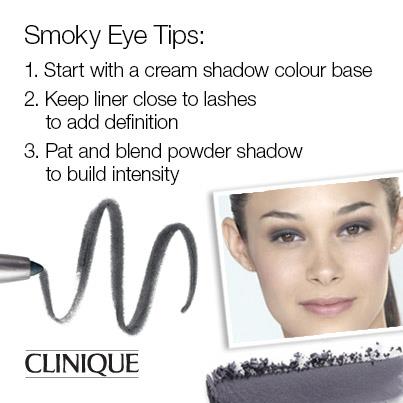 Smoky Eye Tips:
1. Start with a cream shadow colour base
2. Keep liner close to lashes
to add definition
3. Pat and blend powder shadow
to build intensity
CLINIQUE